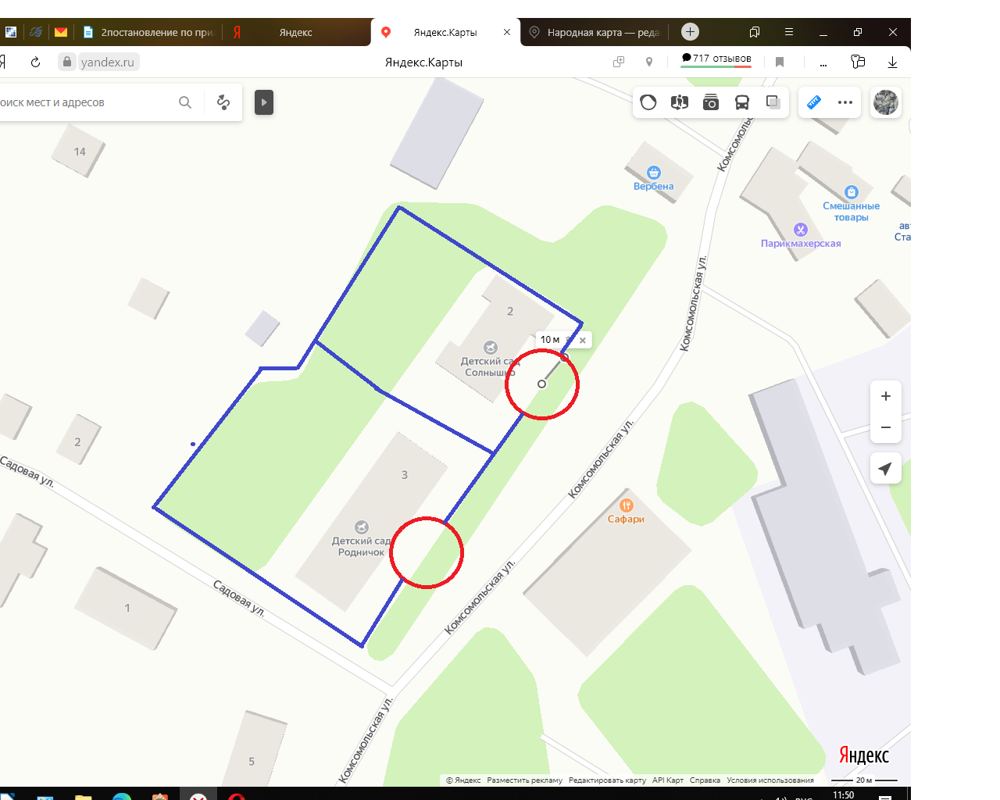 2постановление по при
Яндекс
Яндекс.Карты
Народная карта — реда
yandex.ru
Яндекс.Карты
717 отзывов
оиск мест и адресов
14
Комсомольс
Вербена
Смешанные
товары
Парикмахерская
авт
Ста
Комсомольская ул.
2
10 м
Детский сад
Солнышко
2
Садовая ул.
3
Комсомольская ул.
Сафари
Детский сад
Родничок
Садовая ул.
1
Комсомольская ул.
Комсомольская ул.
5
Яндекс
© Яндекс Разместить рекламу Редактировать карту API Карт Справка Условия использования 20 м
11:50
РУС